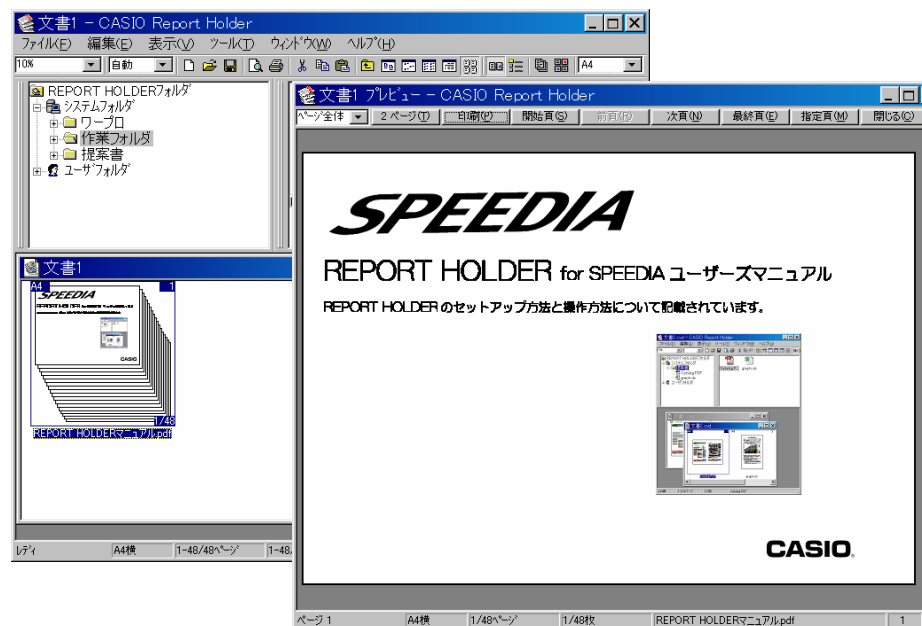 文書1 - CASIO Report Holder
ファイル(F) 編集(E) 表示(V) ツール(T) ウィンドウ(W) ヘルプ(H)
10% 自動 A4
REPORT HOLDERフォルダ
システムフォルダ
ワープロ
作業フォルダ
提案書
ユーザフォルダ
文書1
A4 1
SPEEDIA
CASIO
1/48
REPORT HOLDERマニュアル.pdf
レディ A4横 1-48/48ページ 1-48
文書1 プレビュー - CASIO Report Holder
ページ全体 2 ページ(T) 印刷(P) 開始頁(S) 前頁(R) 次頁(N) 最終頁(E) 指定頁(M) 閉じる(C)
SPEEDIA
REPORT HOLDER for SPEEDIA ユーザーズマニュアル
REPORT HOLDER のセットアップ方法と操作方法について記載されています。
CASIO.
ページ 1 A4横 1/48ページ 1/48枚 REPORT HOLDERマニュアル.pdf 1